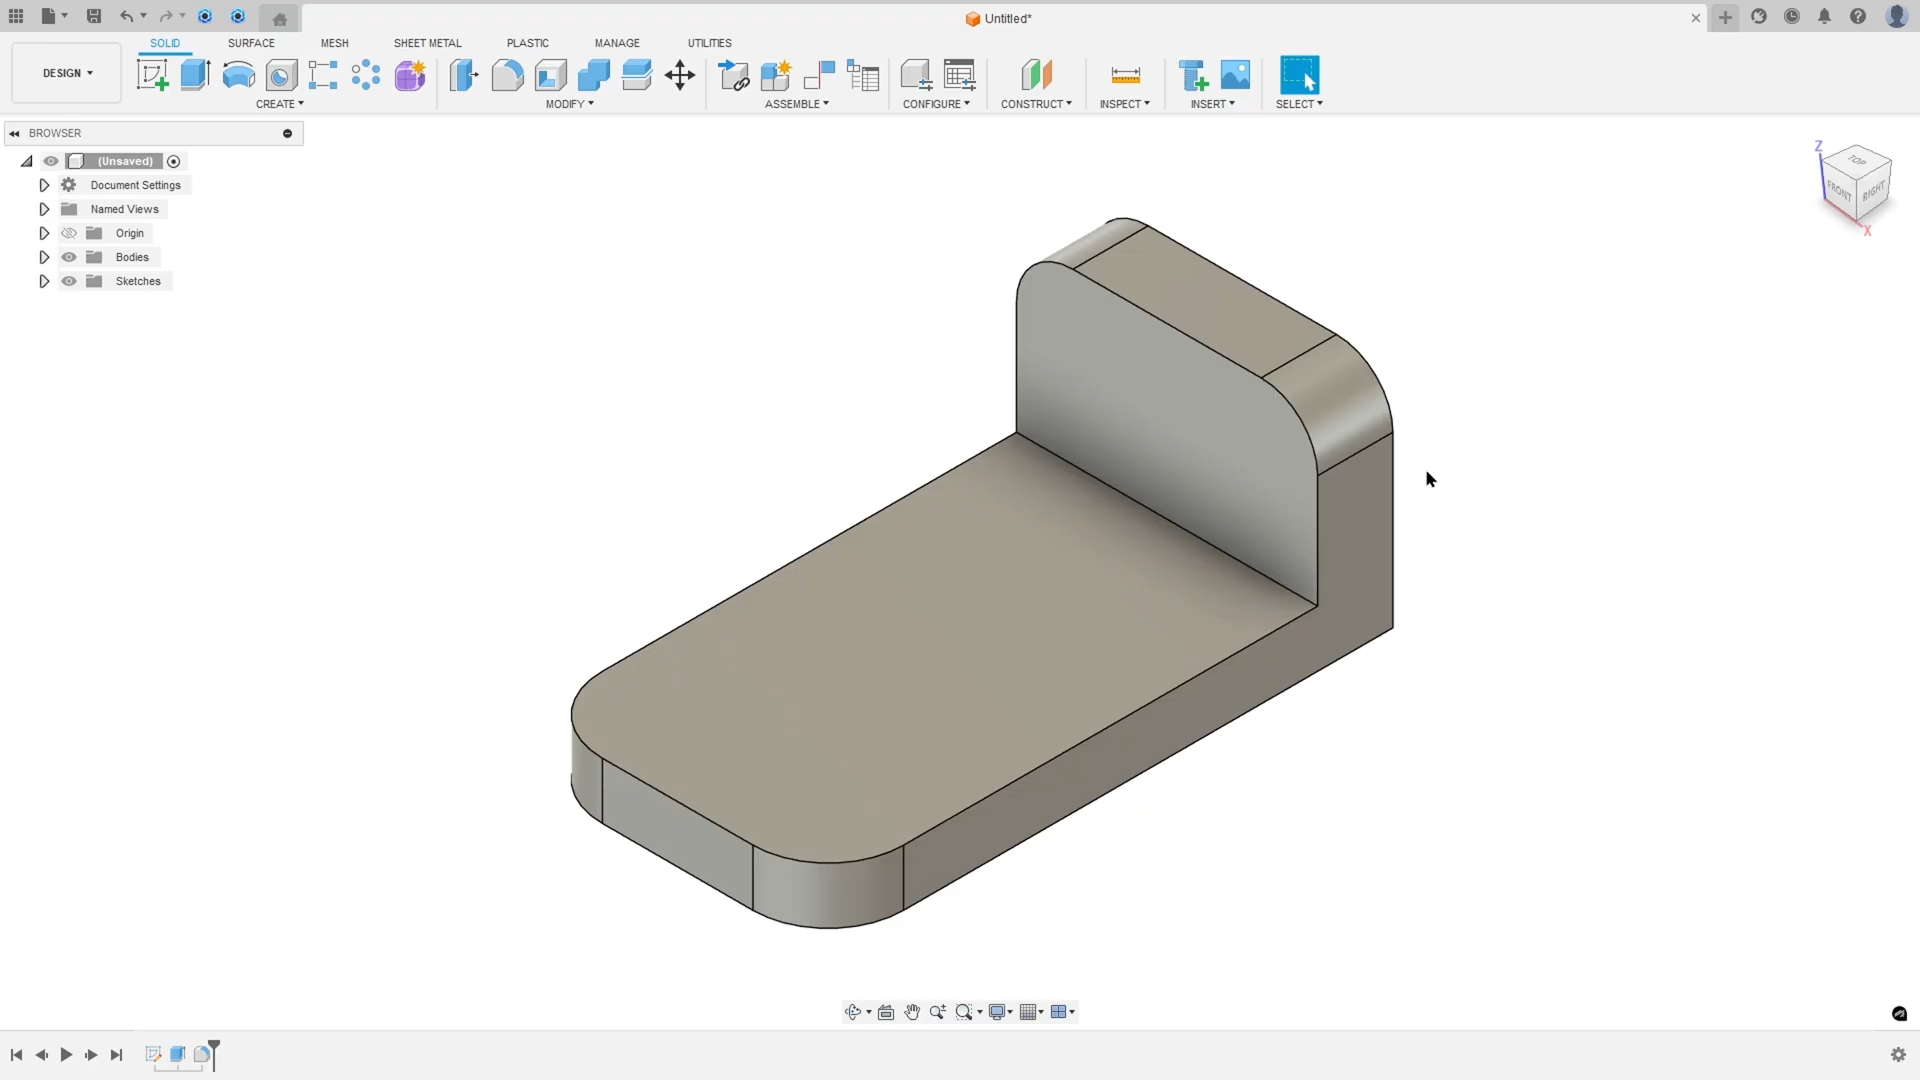 Untitled*
DESIGN
SOLID
SURFACE
MESH
SHEET METAL
PLASTIC
MANAGE
UTILITIES
CREATE
MODIFY
ASSEMBLE
CONFIGURE
CONSTRUCT
INSPECT
INSERT
SELECT
BROWSER
(Unsaved)
Document Settings
Named Views
Origin
Bodies
Sketches
Z
TOP
FRONT
RIGHT
X